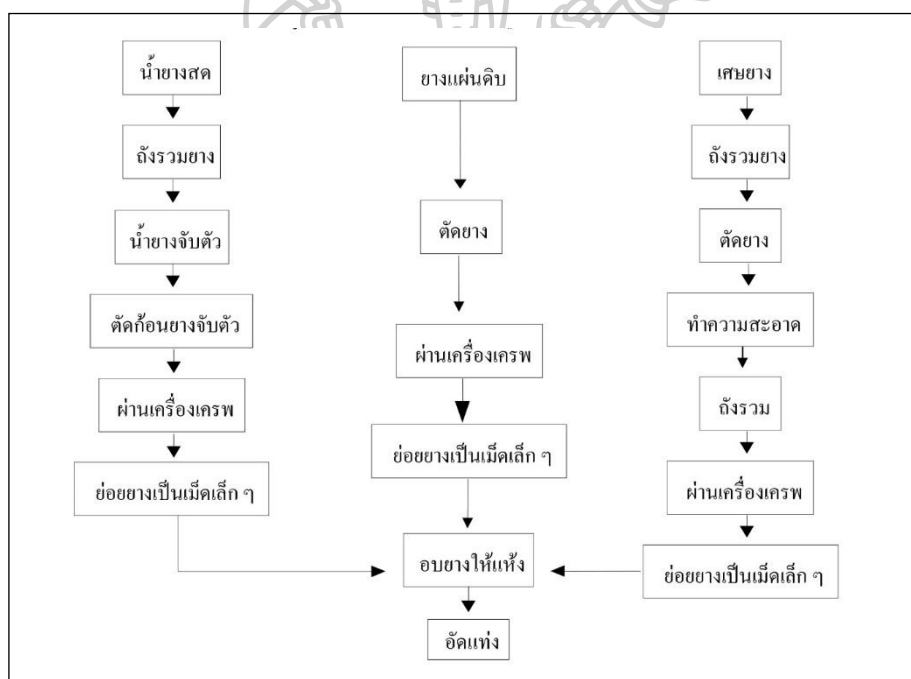 น้ำยางสด
ถังรวมยาง
น้ำยางจับตัว
ตัดก้อนยางจับตัว
ผ่านเครื่องเครพ
ย่อยยางเป็นเม็ดเล็ก ๆ
ยางแผ่นดิบ
ตัดยาง
ผ่านเครื่องเครพ
ย่อยยางเป็นเม็ดเล็ก ๆ
เศษยาง
ถังรวมยาง
ตัดยาง
ทำความสะอาด
ถังรวม
ผ่านเครื่องเครพ
ย่อยยางเป็นเม็ดเล็ก ๆ
อบยางให้แห้ง
อัดแท่ง